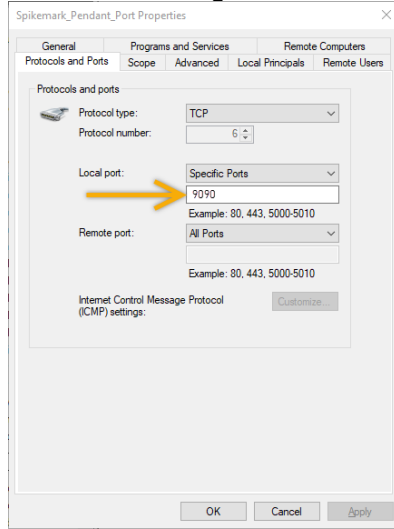 Spikemark_Pendant_Port Properties
General Programs and Services Remote Computers
Protocols and Ports Scope Advanced Local Principals Remote Users
Protocols and ports
Protocol type: TCP
Protocol number: 6
Local port: Specific Ports
9090
Example: 80, 443, 5000-5010
Remote port: All Ports
Example: 80, 443, 5000-5010
Internet Control Message Protocol Customize...
(ICMP) settings:
OK Cancel Apply